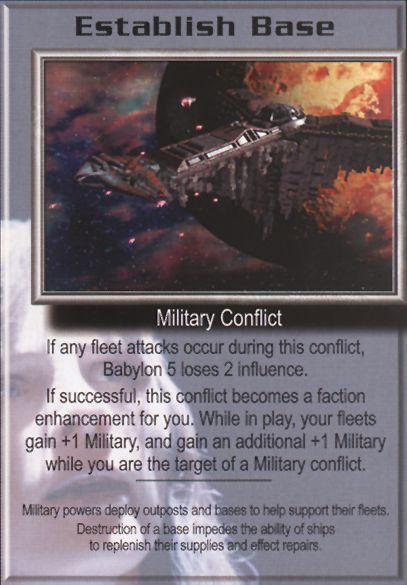 Establish Base
Military Conflict
If any fleet attacks occur during this conflict,
Babylon 5 loses 2 influence.
If successful, this conflict becomes a faction
enhancement for you. While in play, your fleets
gain +1 Military, and gain an additional +1 Military
while you are the target of a Military conflict.
Military powers deploy outposts and bases to help support their fleets.
Destruction of a base impedes the ability of ships
to replenish their supplies and effect repairs.